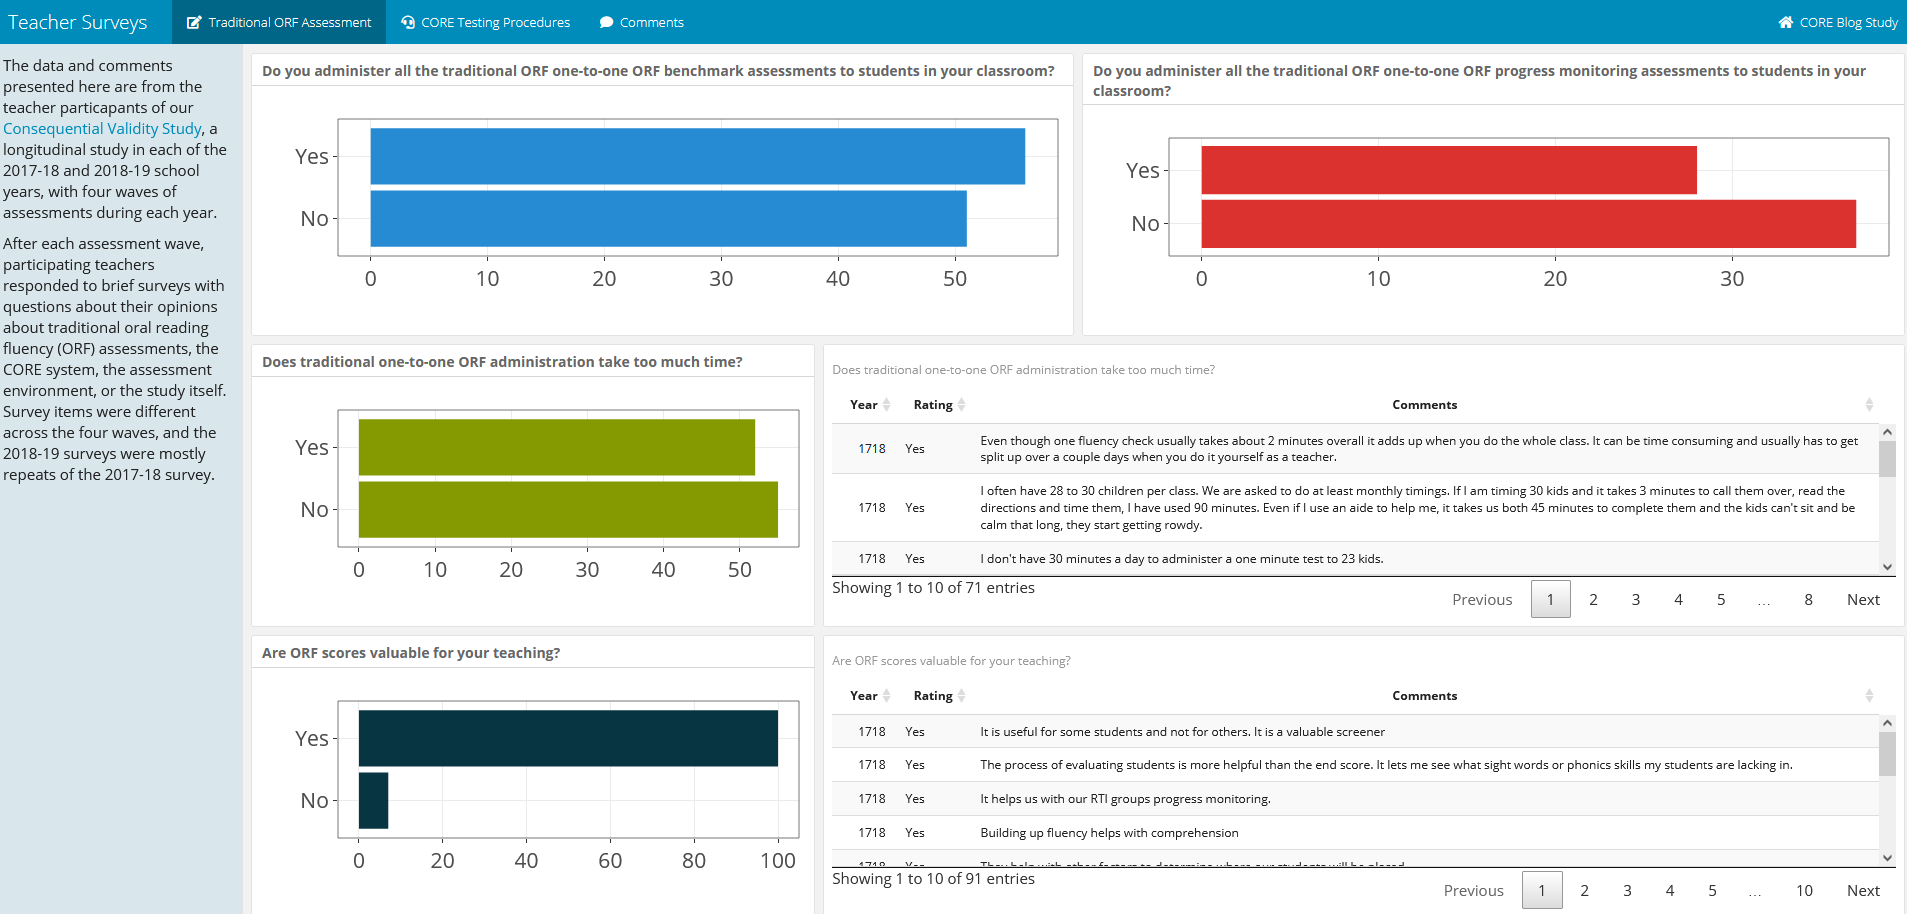 Teacher Surveys
Traditional ORF Assessment
CORE Testing Procedures
Comments
CORE Blog Study
The data and comments
presented here are from the
teacher particapants of our
Consequential Validity Study, a
longitudinal study in each of the
2017-18 and 2018-19 school
years, with four waves of
assessments during each year.
After each assessment wave,
participating teachers
responded to brief surveys with
questions about their opinions
about traditional oral reading
fluency (ORF) assessments, the
CORE system, the assessment
environment, or the study itself.
Survey items were different
across the four waves, and the
2018-19 surveys were mostly
repeats of the 2017-18 survey.
Do you administer all the traditional ORF one-to-one ORF benchmark assessments to students in your classroom?
Yes
No
0 10 20 30 40 50
Do you administer all the traditional ORF one-to-one ORF progress monitoring assessments to students in your
classroom?
Yes
No
0 10 20 30
Does traditional one-to-one ORF administration take too much time?
Yes
No
0 10 20 30 40 50
Does traditional one-to-one ORF administration take too much time?
Year Rating Comments
1718 Yes Even though one fluency check usually takes about 2 minutes overall it adds up when you do the whole class. It can be time consuming and usually has to get
split up over a couple days when you do it yourself as a teacher.
1718 Yes I often have 28 to 30 children per class. We are asked to do at least monthly timings. If I am timing 30 kids and it takes 3 minutes to call them over, read the
directions and time them, I have used 90 minutes. Even if I use an aide to help me, it takes us both 45 minutes to complete them and the kids can't sit and be
calm that long, they start getting rowdy.
1718 Yes I don't have 30 minutes a day to administer a one minute test to 23 kids.
Showing 1 to 10 of 71 entries
Previous 1 2 3 4 5 ... 8 Next
Are ORF scores valuable for your teaching?
Yes
No
0 20 40 60 80 100
Are ORF scores valuable for your teaching?
Year Rating Comments
1718 Yes It is useful for some students and not for others. It is a valuable screener
1718 Yes The process of evaluating students is more helpful than the end score. It lets me see what sight words or phonics skills my students are lacking in.
1718 Yes It helps us with our RTI groups progress monitoring.
1718 Yes Building up fluency helps with comprehension
1718 Yes They help with other factors to determine where our students will be placed
Showing 1 to 10 of 91 entries
Previous 1 2 3 4 5 ... 10 Next